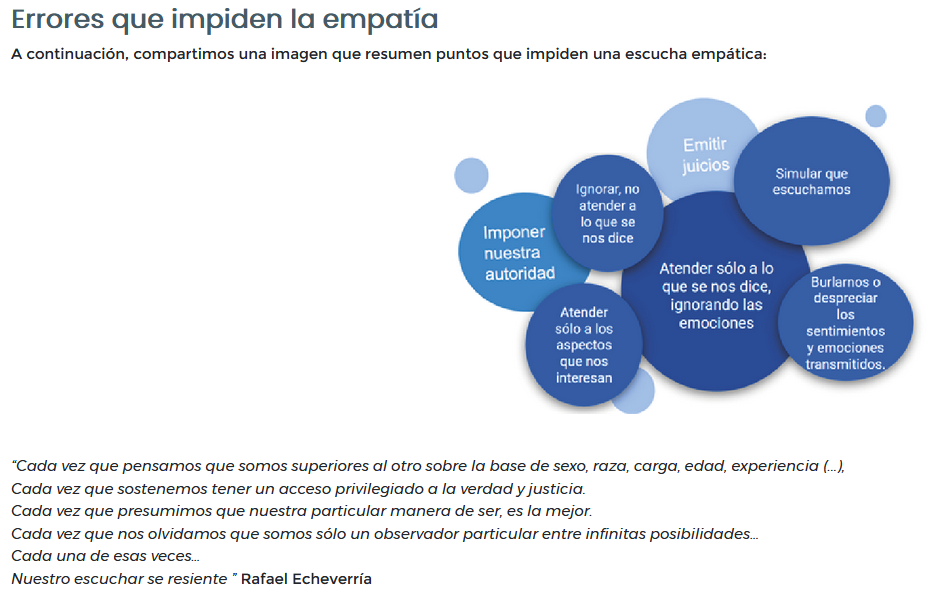 Errores que impiden la empatía
A continuación, compartimos una imagen que resumen puntos que impiden una escucha empática:
Emitir
juicios
Simular que
escuchamos
Ignorar, no
atender a
lo que se
nos dice
Imponer
nuestra
autoridad
Atender sólo a lo
que se nos dice,
ignorando las
emociones
Burlarnos o
despreciar
los
sentimientos
y emociones
transmitidos.
Atender
sólo a los
aspectos
que nos
interesan
“Cada vez que pensamos que somos superiores al otro sobre la base de sexo, raza, carga, edad, experiencia (...),
Cada vez que sostenemos tener un acceso privilegiado a la verdad y justicia.
Cada vez que presumimos que nuestra particular manera de ser, es la mejor.
Cada vez que nos olvidamos que somos sólo un observador particular entre infinitas posibilidades...
Cada una de esas veces...
Nuestro escuchar se resiente ” Rafael Echeverría